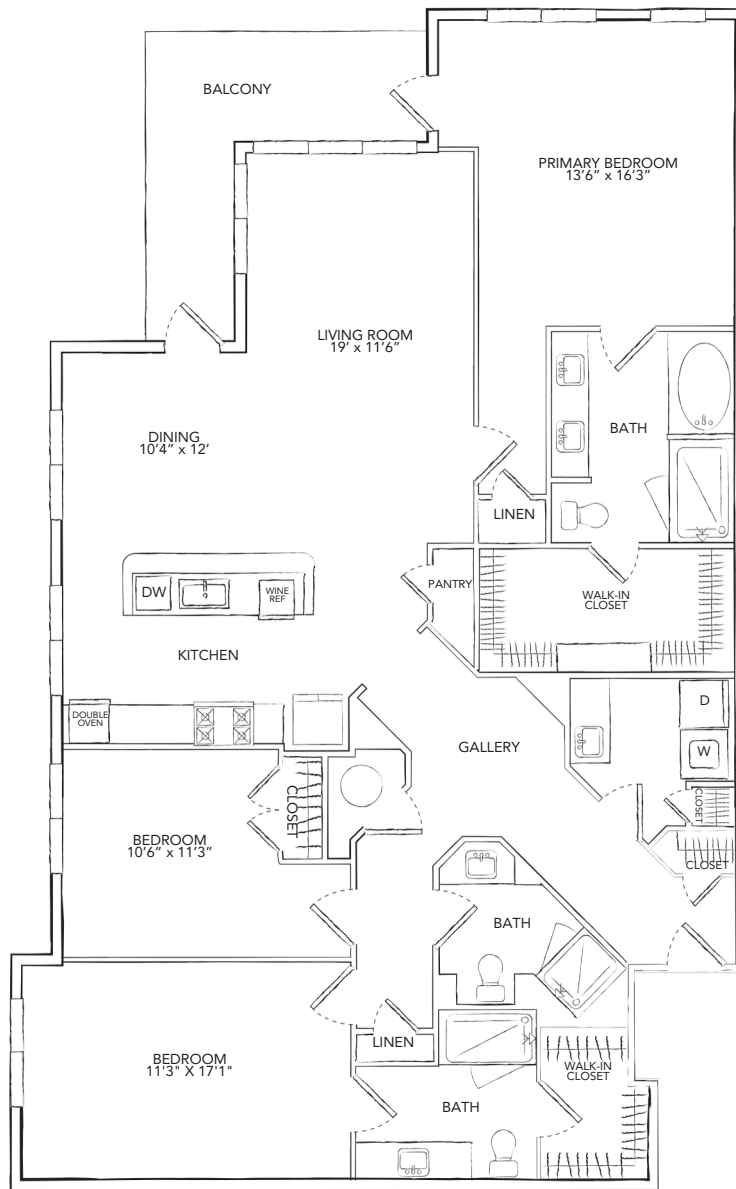 BALCONY
PRIMARY BEDROOM
13’6” x 16’3”
LIVING ROOM
19’ x 11’6”
DINING
10’4” x 12’
BATH
LINEN
DW
WINE
REF
PANTRY
WALK-IN
CLOSET
KITCHEN
DOUBLE
OVEN
D
W
GALLERY
CLOSET
CLOSET
BEDROOM
10’6” x 11’3”
CLOSET
BATH
LINEN
BEDROOM
11'3" X 17'1"
WALK-IN
CLOSET
BATH